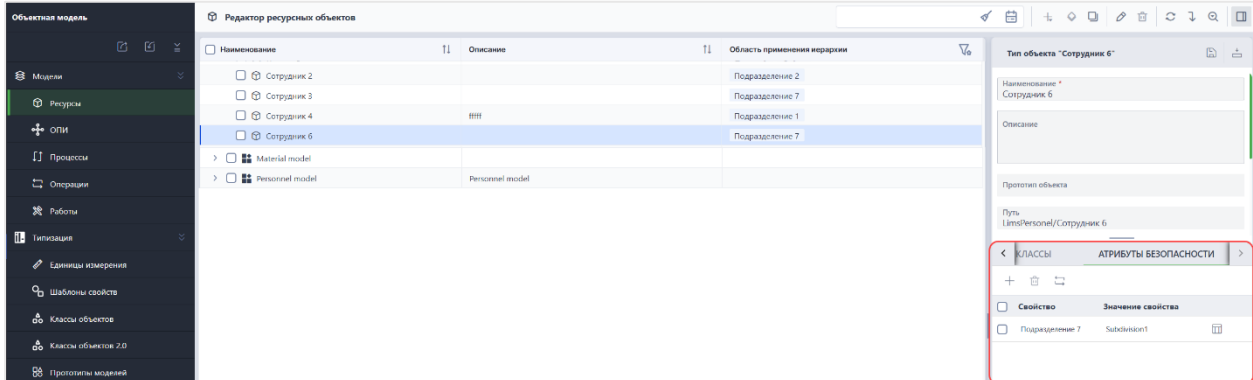 Объектная модель
Модели
Ресурсы
ОПИ
Процессы
Операции
Работы
Типизация
Единицы измерения
Шаблоны свойств
Классы объектов
Классы объектов 2.0
Прототипы моделей
Редактор ресурсных объектов
Наименование Описание Область применения иерархии
Сотрудник 2 Подразделение 2
Сотрудник 3 Подразделение 7
Сотрудник 4 fffff Подразделение 1
Сотрудник 6 Подразделение 7
Material model
Personnel model Personnel model
Тип объекта "Сотрудник 6"
Наименование *
Сотрудник 6
Описание
Прототип объекта
Путь
LimsPersonel/Сотрудник 6
КЛАССЫ АТРИБУТЫ БЕЗОПАСНОСТИ
Свойство Значение свойства
Подразделение 7 Subdivision1